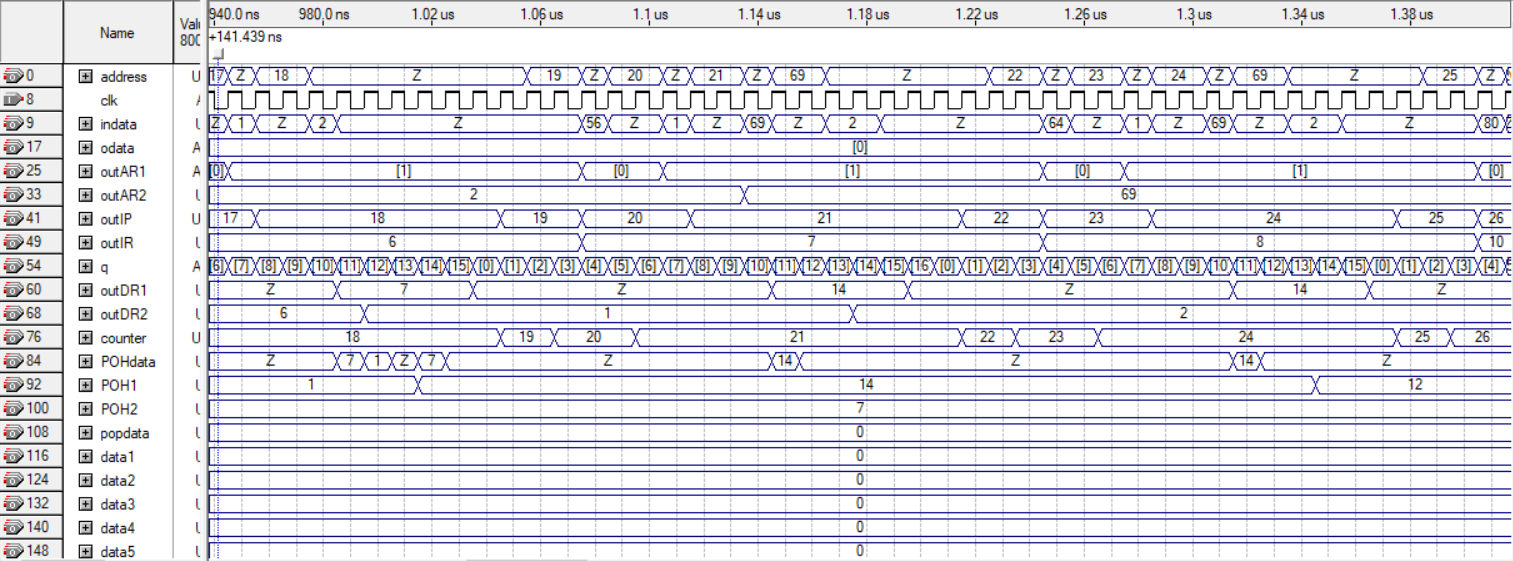 940.0 ns 980.0 ns 1.02 us 1.06 us 1.1 us 1.14 us 1.18 us 1.22 us 1.26 us 1.3 us 1.34 us 1.38 us
Name
+141.439 ns
0 address U 17 Z 18 Z 19 Z 20 Z 21 Z 69 Z 22 Z 23 Z 24 Z 69 Z 25 Z
8 clk
9 indata Z 1 Z 2 Z 56 Z 1 Z 69 Z 2 Z 64 Z 1 Z 69 Z 2 Z 80
17 odata A [0]
25 outAR1 A [0] [1] [0] [1] [0] [1] [0]
33 outAR2 2 69
41 outIP U 17 18 19 20 21 22 23 24 25 26
49 outIR 6 7 8 10
54 q A [6] [7] [8] [9] [10] [11] [12] [13] [14] [15] [0] [1] [2] [3] [4] [5] [6] [7] [8] [9] [10] [11] [12] [13] [14] [15] [16] [0] [1] [2] [3] [4] [5] [6] [7] [8] [9] [10] [11] [12] [13] [14] [15] [0] [1] [2] [3] [4]
60 outDR1 Z 7 Z 14 Z 14 Z
68 outDR2 6 1 2
76 counter U 18 19 20 21 22 23 24 25 26
84 POHdata Z 7 1 Z 7 Z 14 Z 14 Z
92 POH1 1 14 12
100 POH2 7
108 popdata 0
116 data1 0
124 data2 0
132 data3 0
140 data4 0
148 data5 0